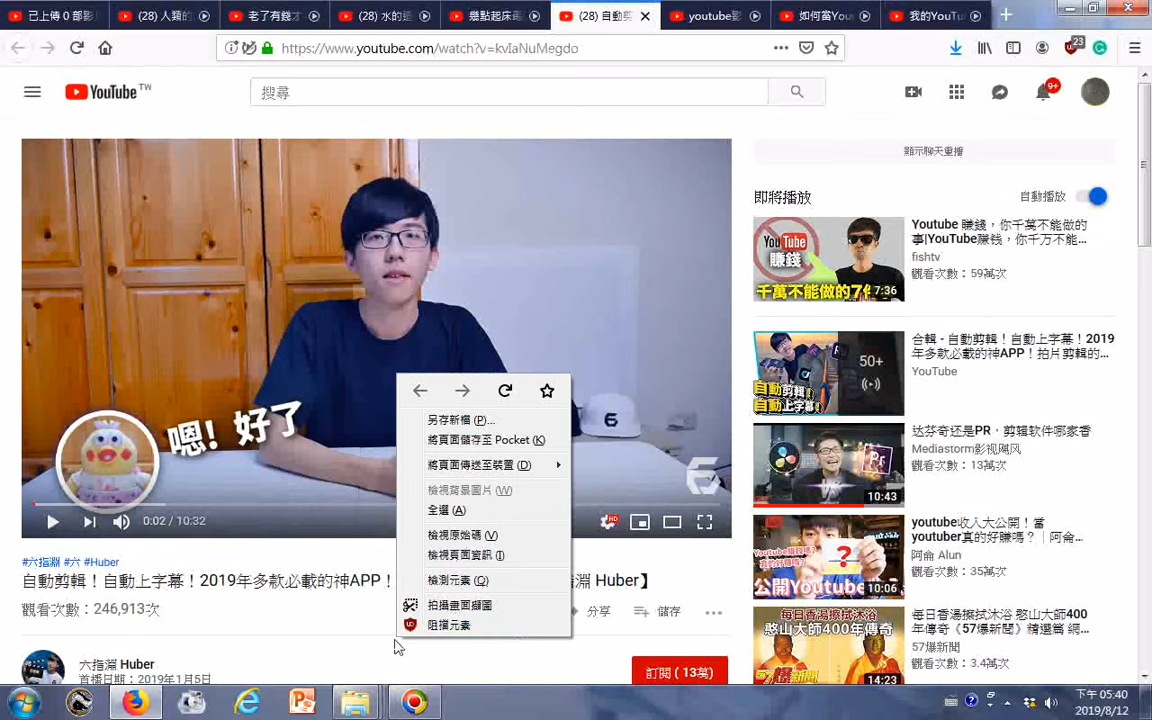 已上傳 0 部影
(28) 人類的
老了有錢才
(28) 水的
幾點起床
(28) 自動剪
youtube影
如何當You
我的YouTu
https://www.youtube.com/watch?v=kvIaNuMegdo
23
YouTube TW
搜尋
9+
嗯! 好了
6
0:02 / 10:32
HD
#六指淵 #六 #Huber
自動剪輯！自動上字幕！2019年多款必載的神APP！
淵 Huber】
觀看次數：246,913次
分享
儲存
六指淵 Huber
首播日期：2019年1月5日
訂閱 ( 13萬)
另存新檔 (P)...
將頁面儲存至 Pocket (K)
將頁面傳送至裝置 (D)
檢視背景圖片 (W)
全選 (A)
檢視原始碼 (V)
檢視頁面資訊 (I)
檢測元素 (Q)
拍攝畫面擷圖
阻擋元素
顯示聊天重播
即將播放
自動播放
YouTube
賺錢
千萬不能做的7
7:36
Youtube 賺錢，你千萬不能做的
事|YouTube赚钱，你千万不能...
fishtv
觀看次數：59萬次
自動剪輯!
自動上字幕!
50+
合輯 - 自動剪輯！自動上字幕！2019
年多款必載的神APP！拍片剪輯的...
YouTube
Pr
10:43
达芬奇还是PR，剪辑软件哪家香
Mediastorm影视飓风
觀看次數：13萬次
?
公開Youtube
10:06
youtube收入大公開！當
youtuber真的好賺嗎？│阿侖...
阿侖 Alun
觀看次數：35萬次
每日香湯擦拭沐浴
憨山大師400年傳奇
14:23
每日香湯擦拭沐浴 憨山大師400
年傳奇《57爆新聞》精選篇 網...
57爆新聞
下午 05:40
2019/8/12